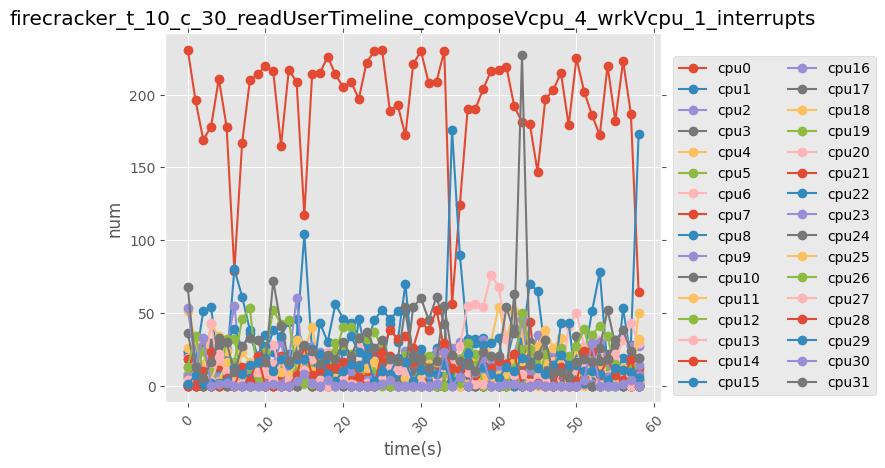 firecracker_t_10_c_30_readUserTimeline_composeVcpu_4_wrkVcpu_1_interrupts
num
200
150
100
50
0
0
10
20
30
40
50
60
time(s)
cpu0
cpu1
cpu2
cpu3
cpu4
cpu5
cpu6
cpu7
cpu8
cpu9
cpu10
cpu11
cpu12
cpu13
cpu14
cpu15
cpu16
cpu17
cpu18
cpu19
cpu20
cpu21
cpu22
cpu23
cpu24
cpu25
cpu26
cpu27
cpu28
cpu29
cpu30
cpu31